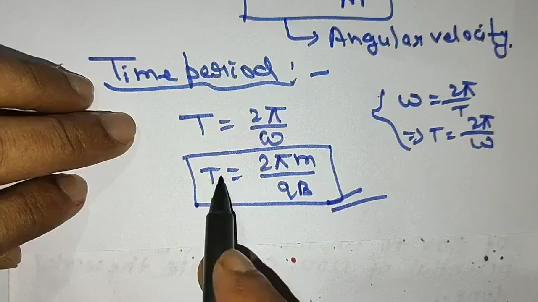 → Angular velocity.
Time period :-
T = 2π/ω
T = 2πm/qB
ω = 2π/T
⇒ T = 2π/ω